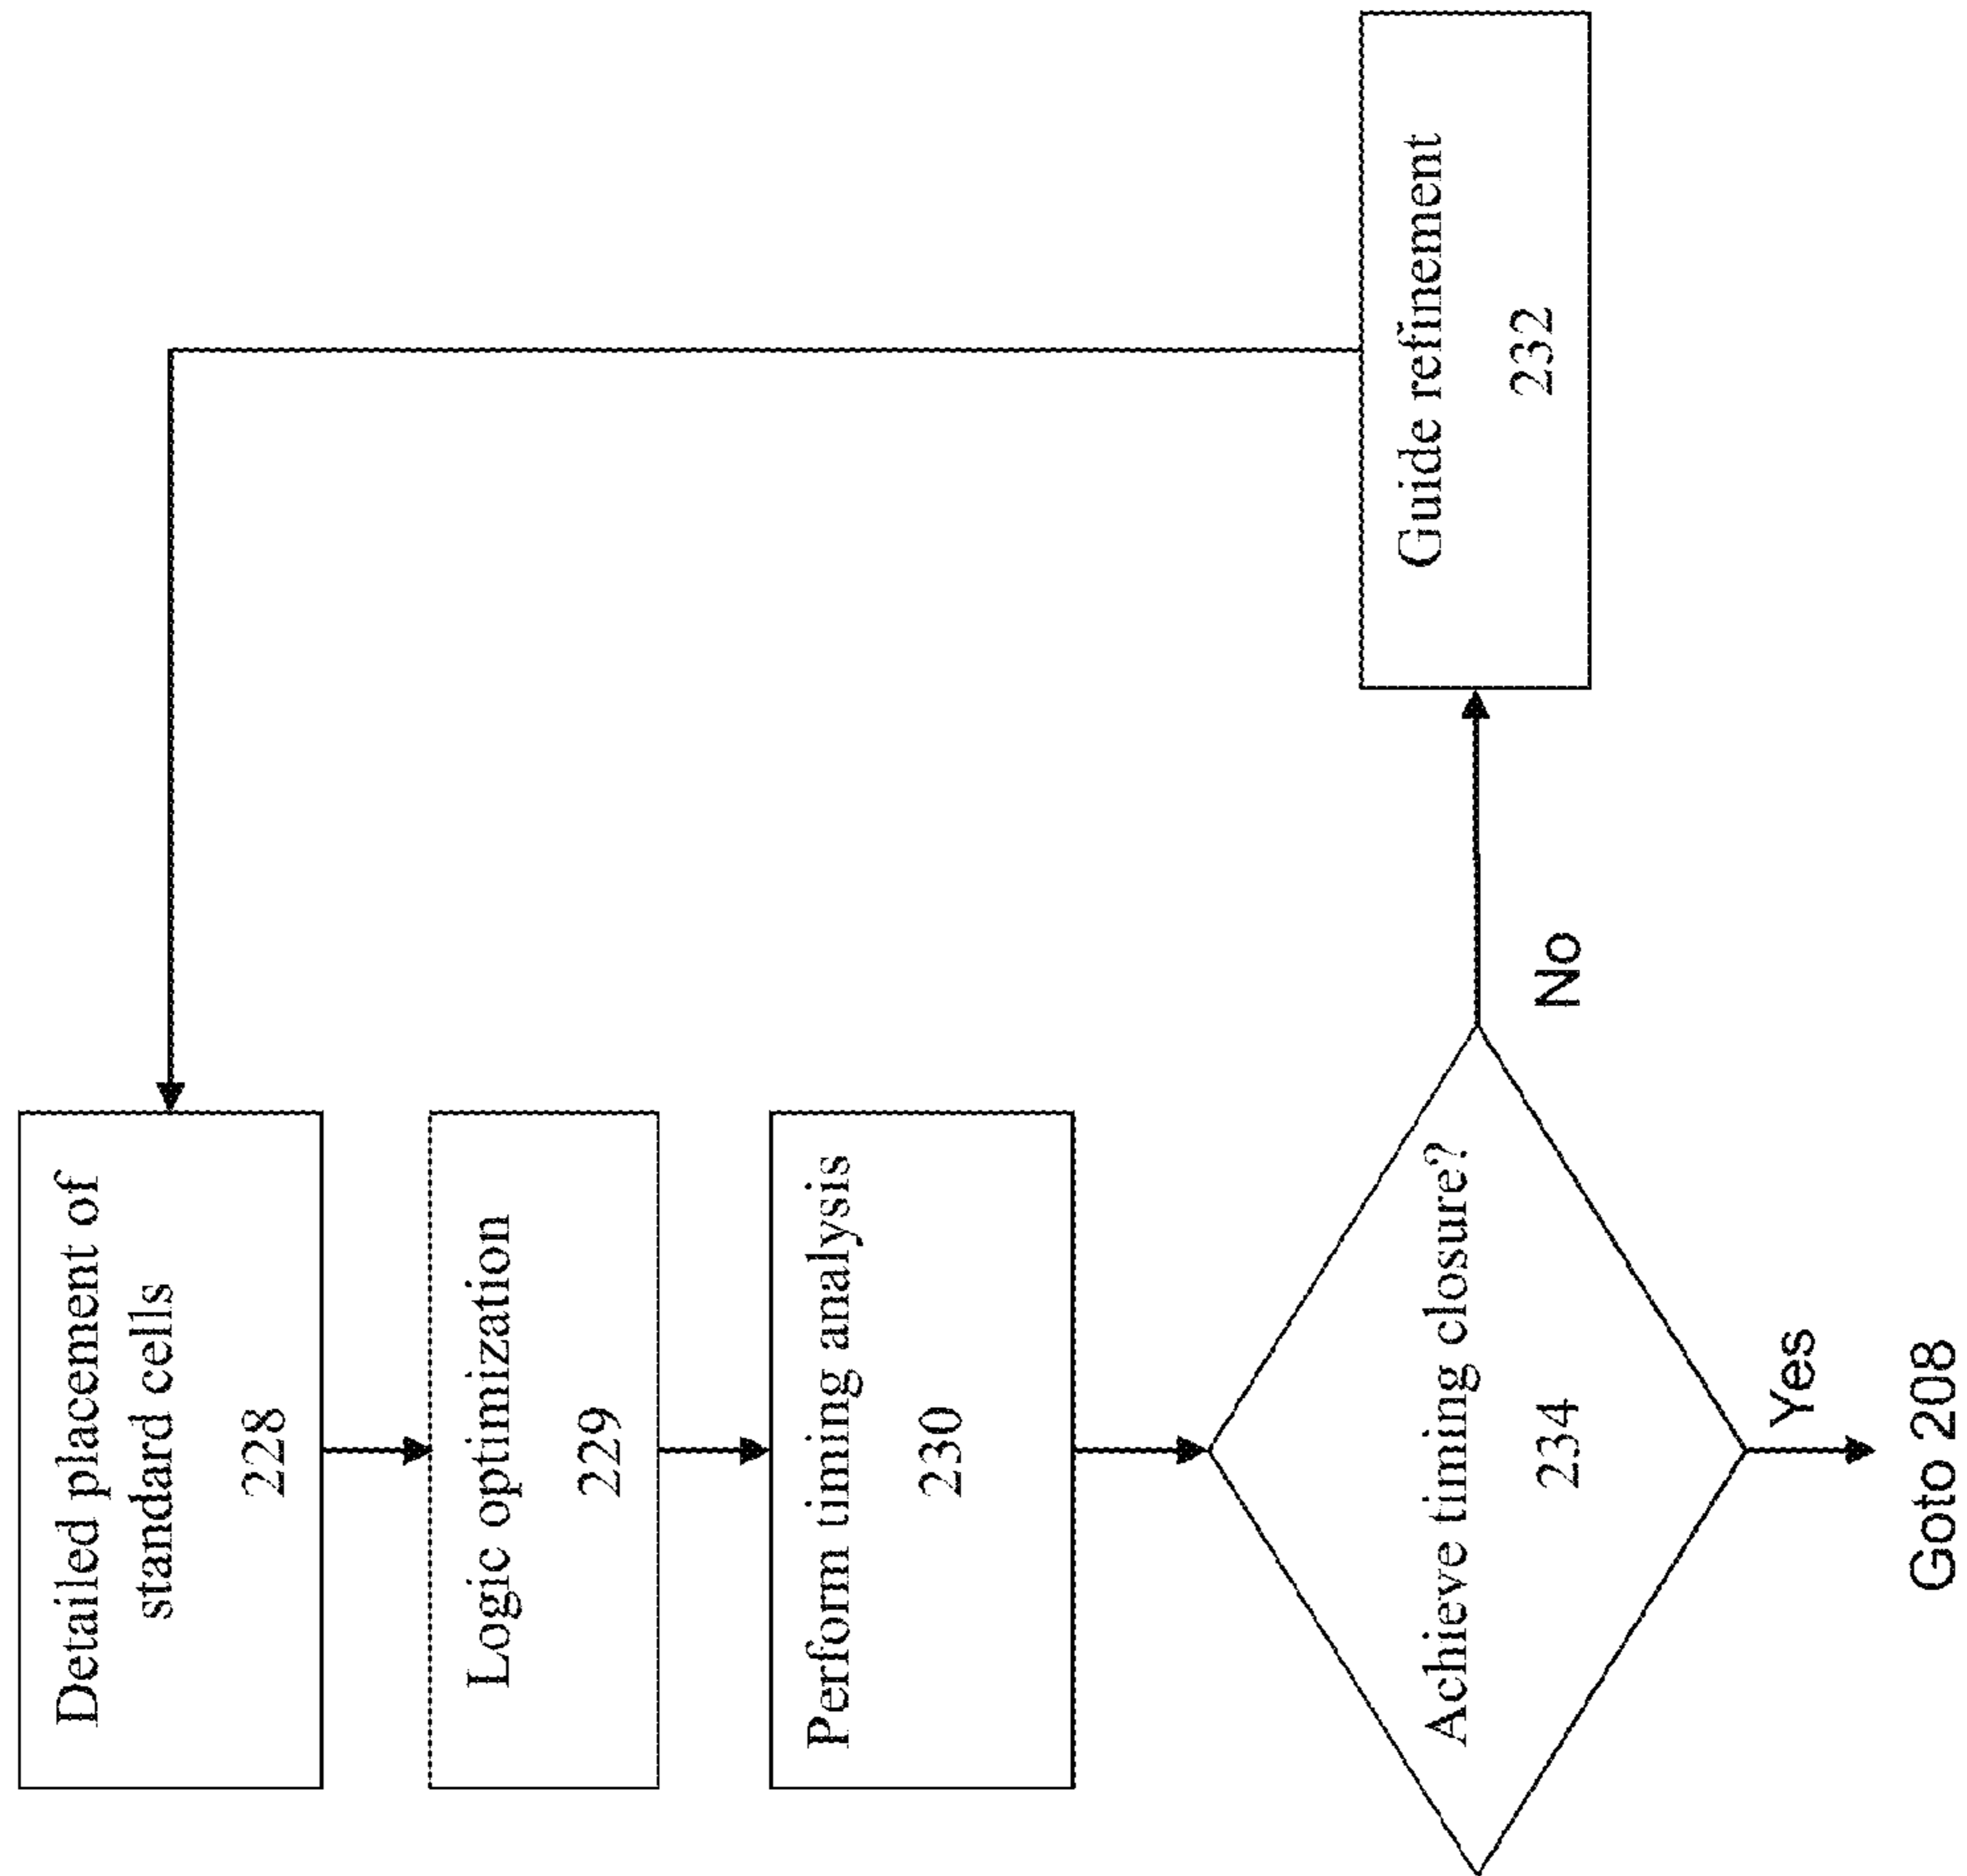 Detailed placement of
standard cells
228
Logic optimization
229
Perform timing analysis
230
Achieve timing closure?
234
No
Guide refinement
232
Yes
Goto 208